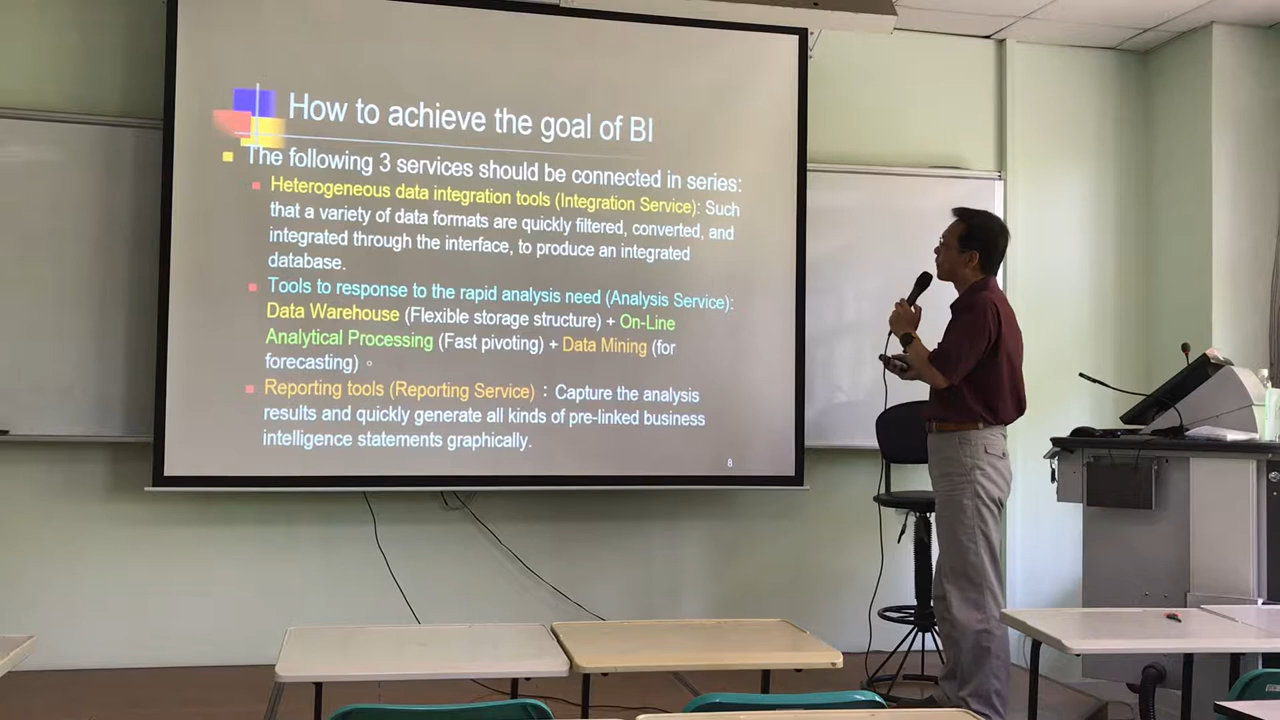 How to achieve the goal of BI
The following 3 services should be connected in series:
Heterogeneous data integration tools (Integration Service): Such
that a variety of data formats are quickly filtered, converted, and
integrated through the interface, to produce an integrated
database.
Tools to response to the rapid analysis need (Analysis Service):
Data Warehouse (Flexible storage structure) + On-Line
Analytical Processing (Fast pivoting) + Data Mining (for
forecasting) 。
Reporting tools (Reporting Service) ： Capture the analysis
results and quickly generate all kinds of pre-linked business
intelligence statements graphically.
8